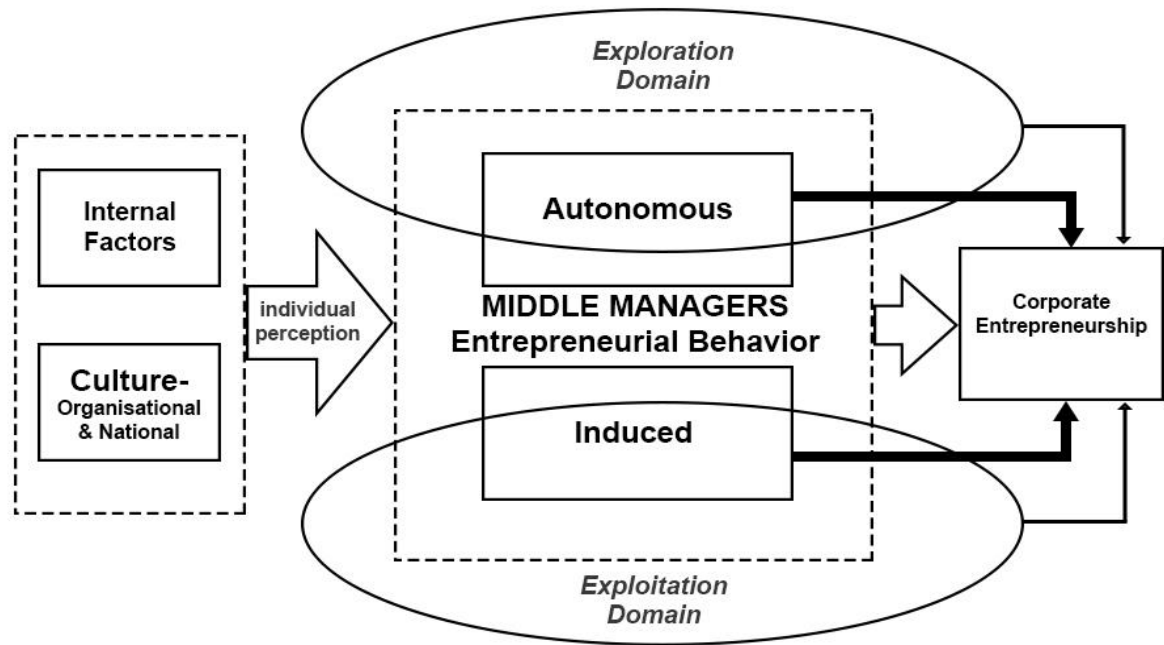 Exploration
Domain
Internal
Factors
Culture-
Organisational
& National
individual
perception
Autonomous
MIDDLE MANAGERS
Entrepreneurial Behavior
Induced
Corporate
Entrepreneurship
Exploitation
Domain